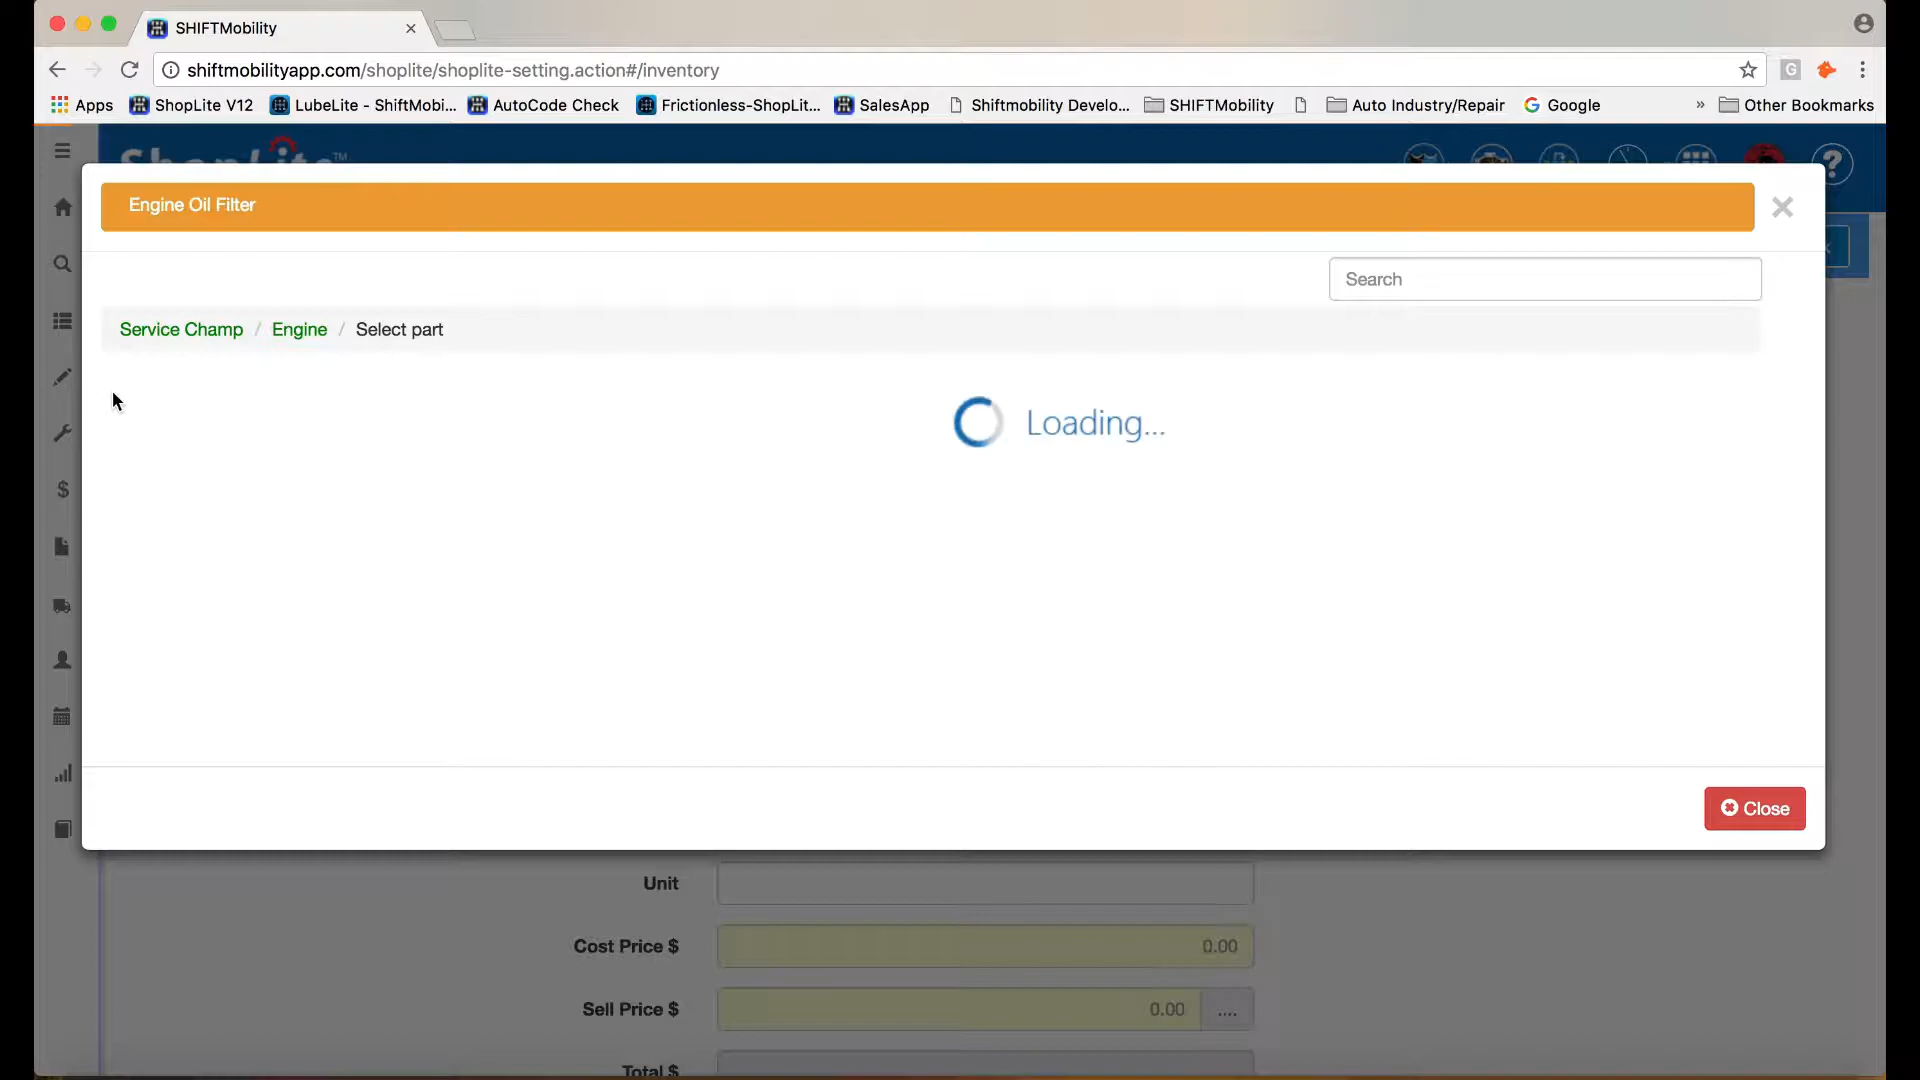 SHIFTMobility
shiftmobilityapp.com/shoplite/shoplite-setting.action#/inventory
Apps ShopLite V12 LubeLite - ShiftMobi... AutoCode Check Frictionless-ShopLit... SalesApp Shiftmobility Develo... SHIFTMobility Auto Industry/Repair Google » Other Bookmarks
ShopLite™
Engine Oil Filter
Search
Service Champ / Engine / Select part
Loading...
Close
Unit
Cost Price $ 0.00
Sell Price $ 0.00 ....
Total $